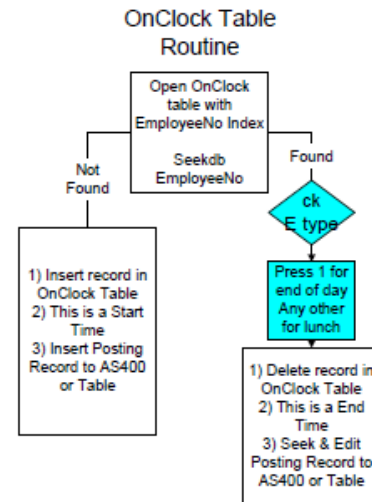 OnClock Table
Routine
Open OnClock
table with
EmployeeNo Index
Seekdb
EmployeeNo
Not
Found
Found
ck
E type
1) Insert record in
OnClock Table
2) This is a Start
Time
3) Insert Posting
Record to AS400
or Table
Press 1 for
end of day
Any other
for lunch
1) Delete record in
OnClock Table
2) This is a End
Time
3) Seek & Edit
Posting Record to
AS400 or Table